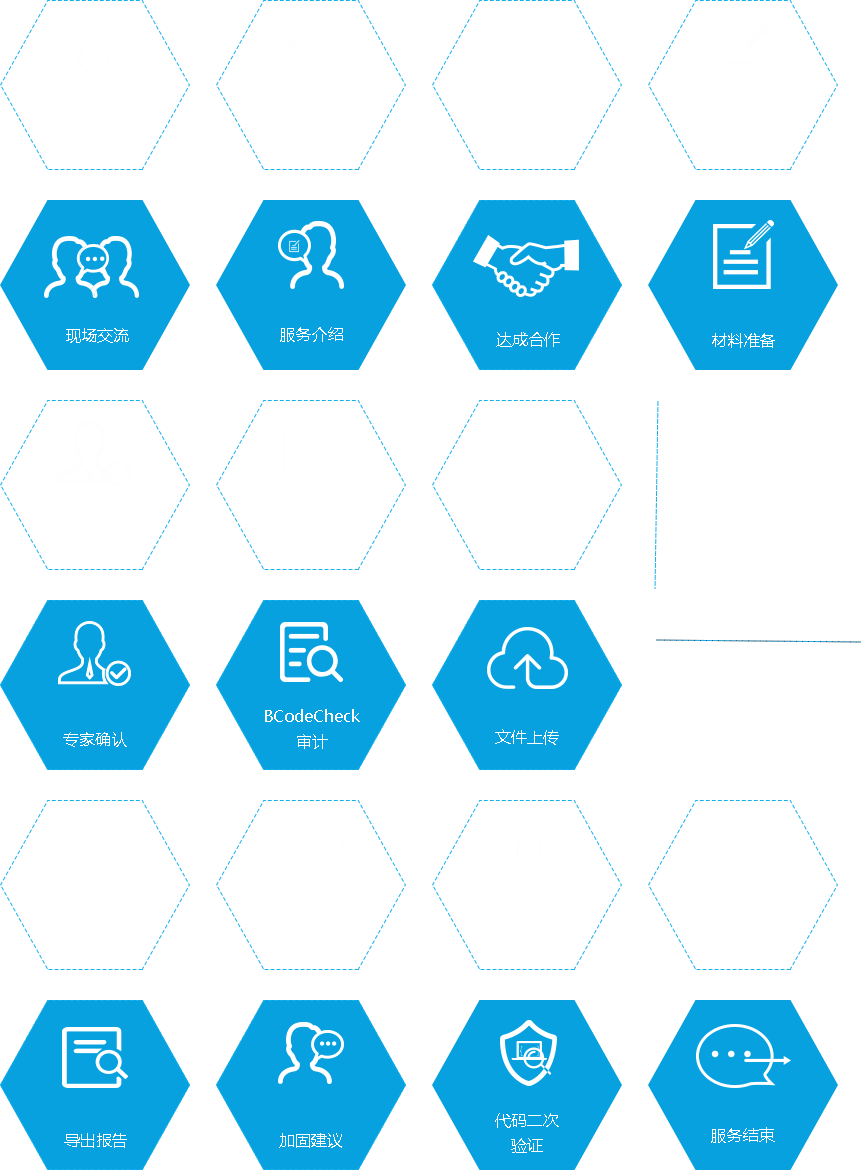 现场交流
服务介绍
达成合作
材料准备
专家确认
BCodeCheck
审计
文件上传
导出报告
加固建议
代码二次
验证
服务结束